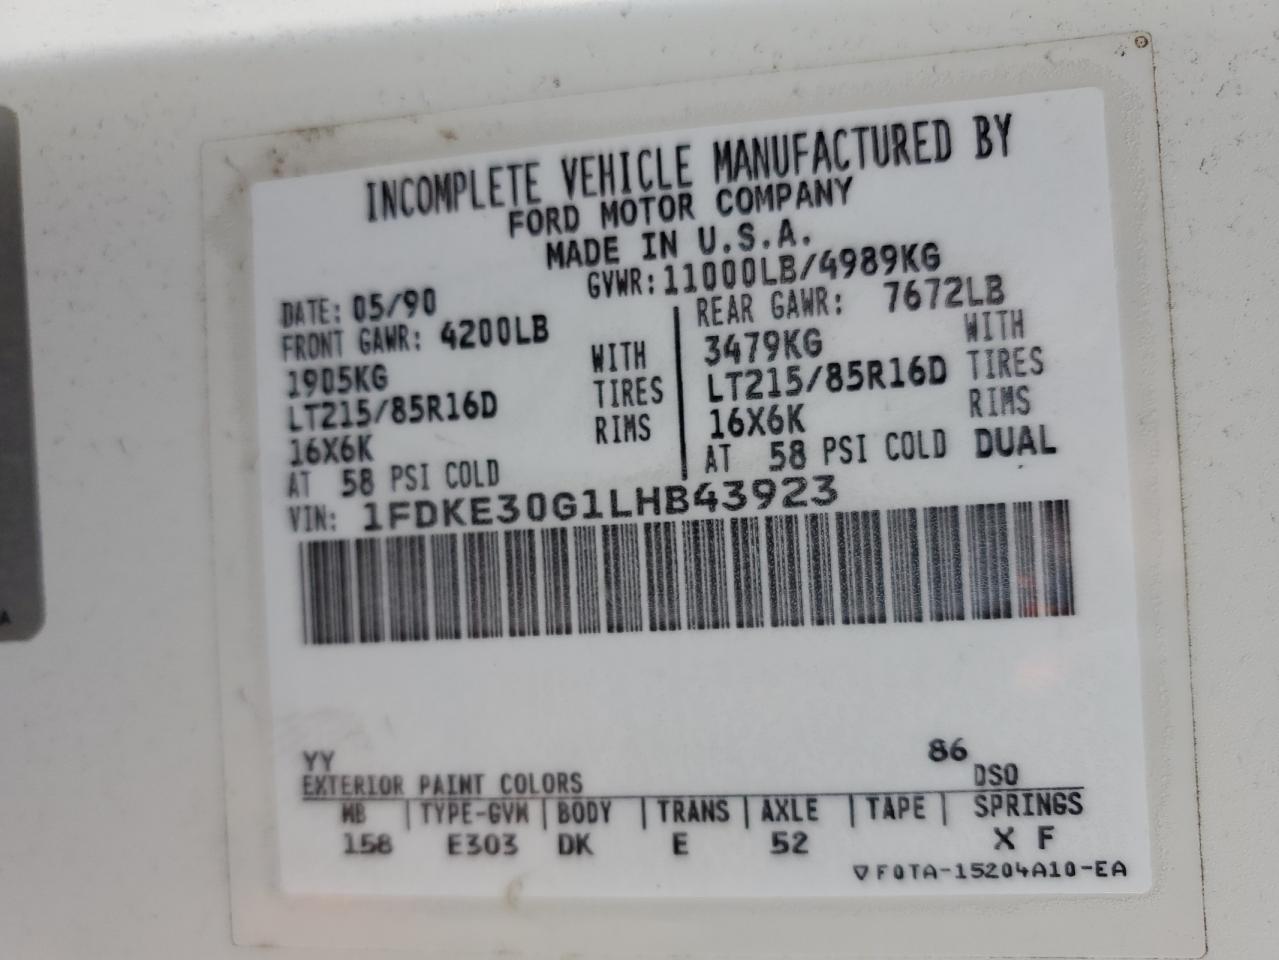 INCOMPLETE VEHICLE MANUFACTURED BY
FORD MOTOR COMPANY
MADE IN U.S.A.
GVWR: 11000LB/4989KG
DATE: 05/90
FRONT GAWR: 4200LB
1905KG WITH
LT215/85R16D TIRES
16X6K RIMS
AT 58 PSI COLD
REAR GAWR: 7672LB
3479KG WITH
LT215/85R16D TIRES
16X6K RIMS
AT 58 PSI COLD DUAL
VIN: 1FDKE30G1LHB43923
YY 86
EXTERIOR PAINT COLORS DSO
WB | TYPE-GVW | BODY | TRANS | AXLE | TAPE | SPRINGS
158 E303 DK E 52 X F
▽F0TA-15204A10-EA
A